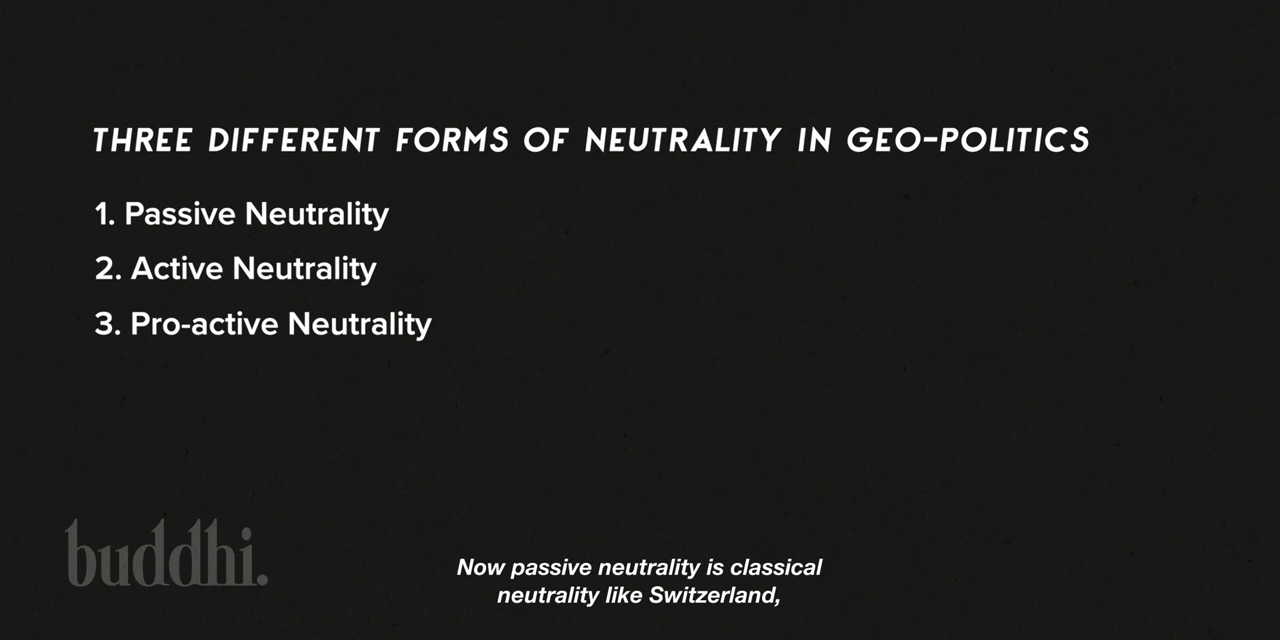 THREE DIFFERENT FORMS OF NEUTRALITY IN GEO-POLITICS
1. Passive Neutrality
2. Active Neutrality
3. Pro-active Neutrality
buddhi.
Now passive neutrality is classical
neutrality like Switzerland,